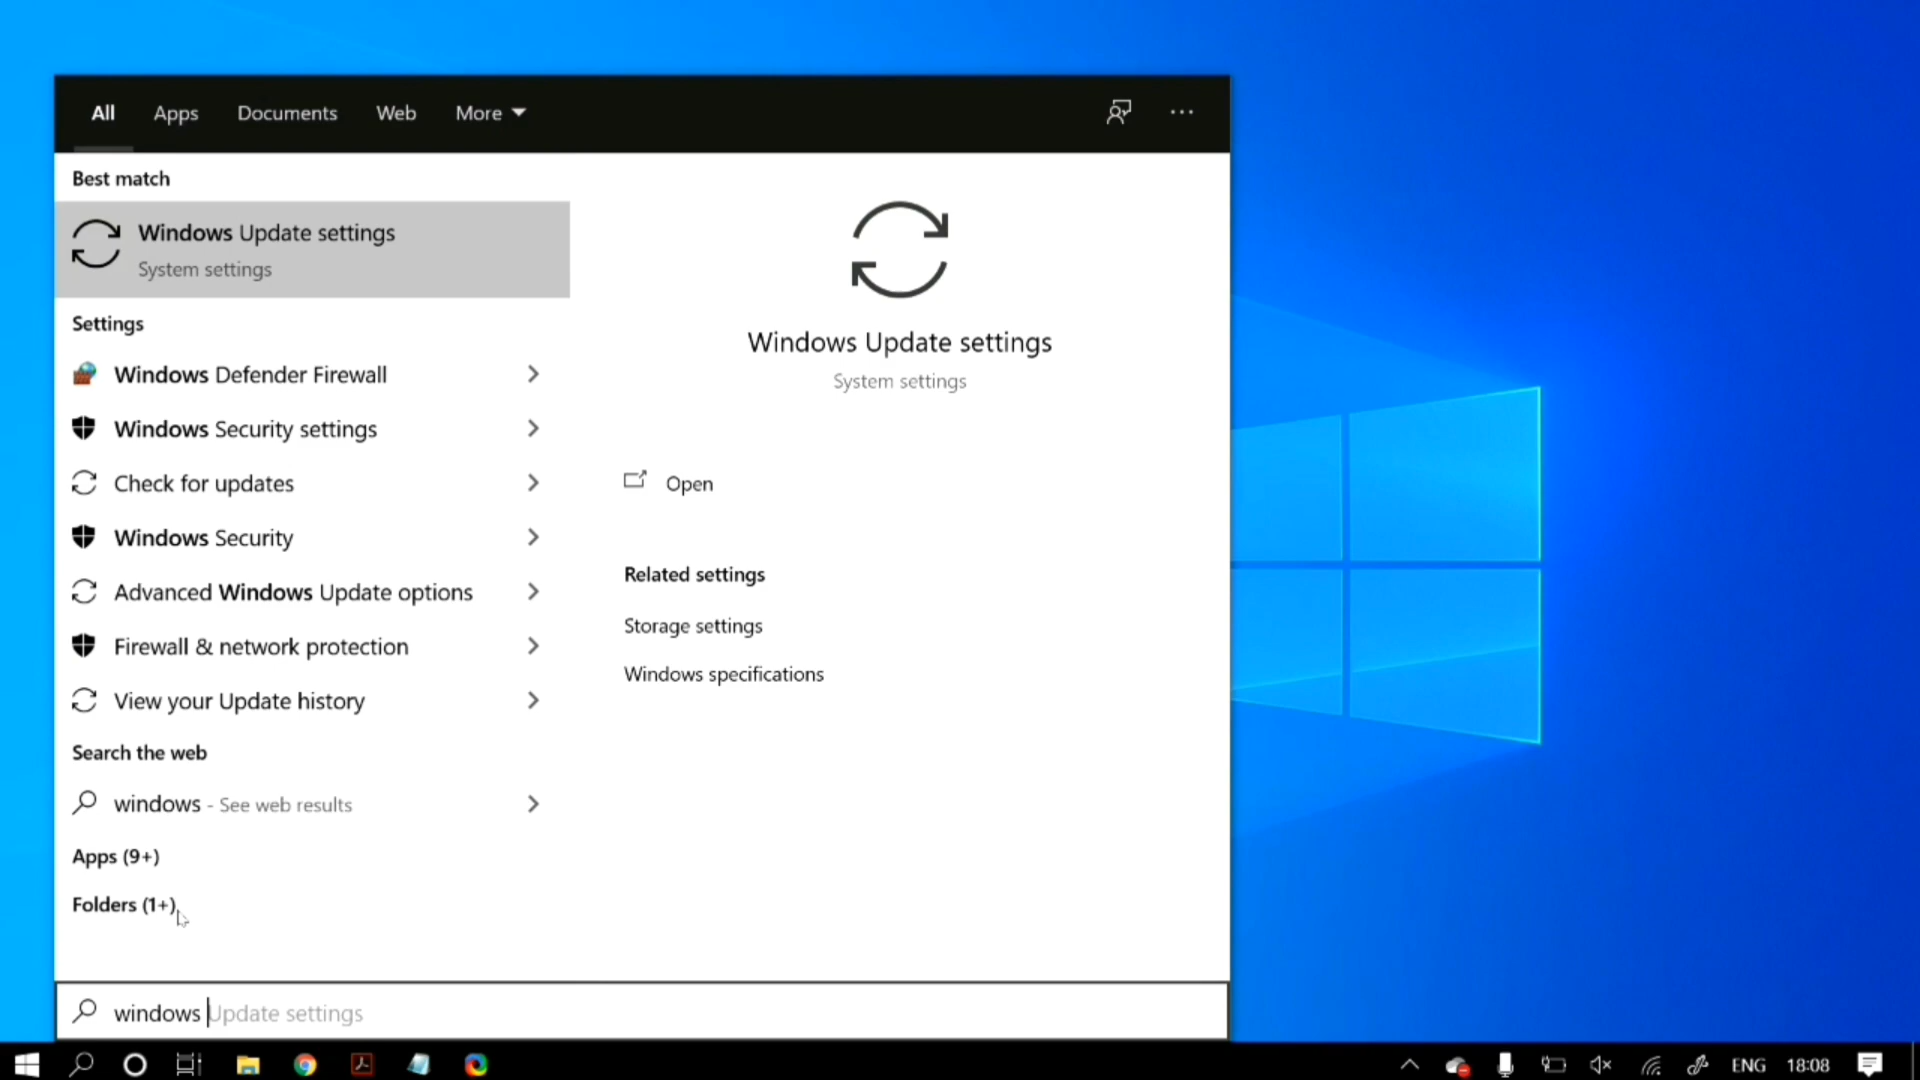 All Apps Documents Web More
Best match
Windows Update settings
System settings
Settings
Windows Defender Firewall
Windows Security settings
Check for updates
Windows Security
Advanced Windows Update options
Firewall & network protection
View your Update history
Search the web
windows - See web results
Apps (9+)
Folders (1+)
Windows Update settings
System settings
Open
Related settings
Storage settings
Windows specifications
windows Update settings
ENG 18:08